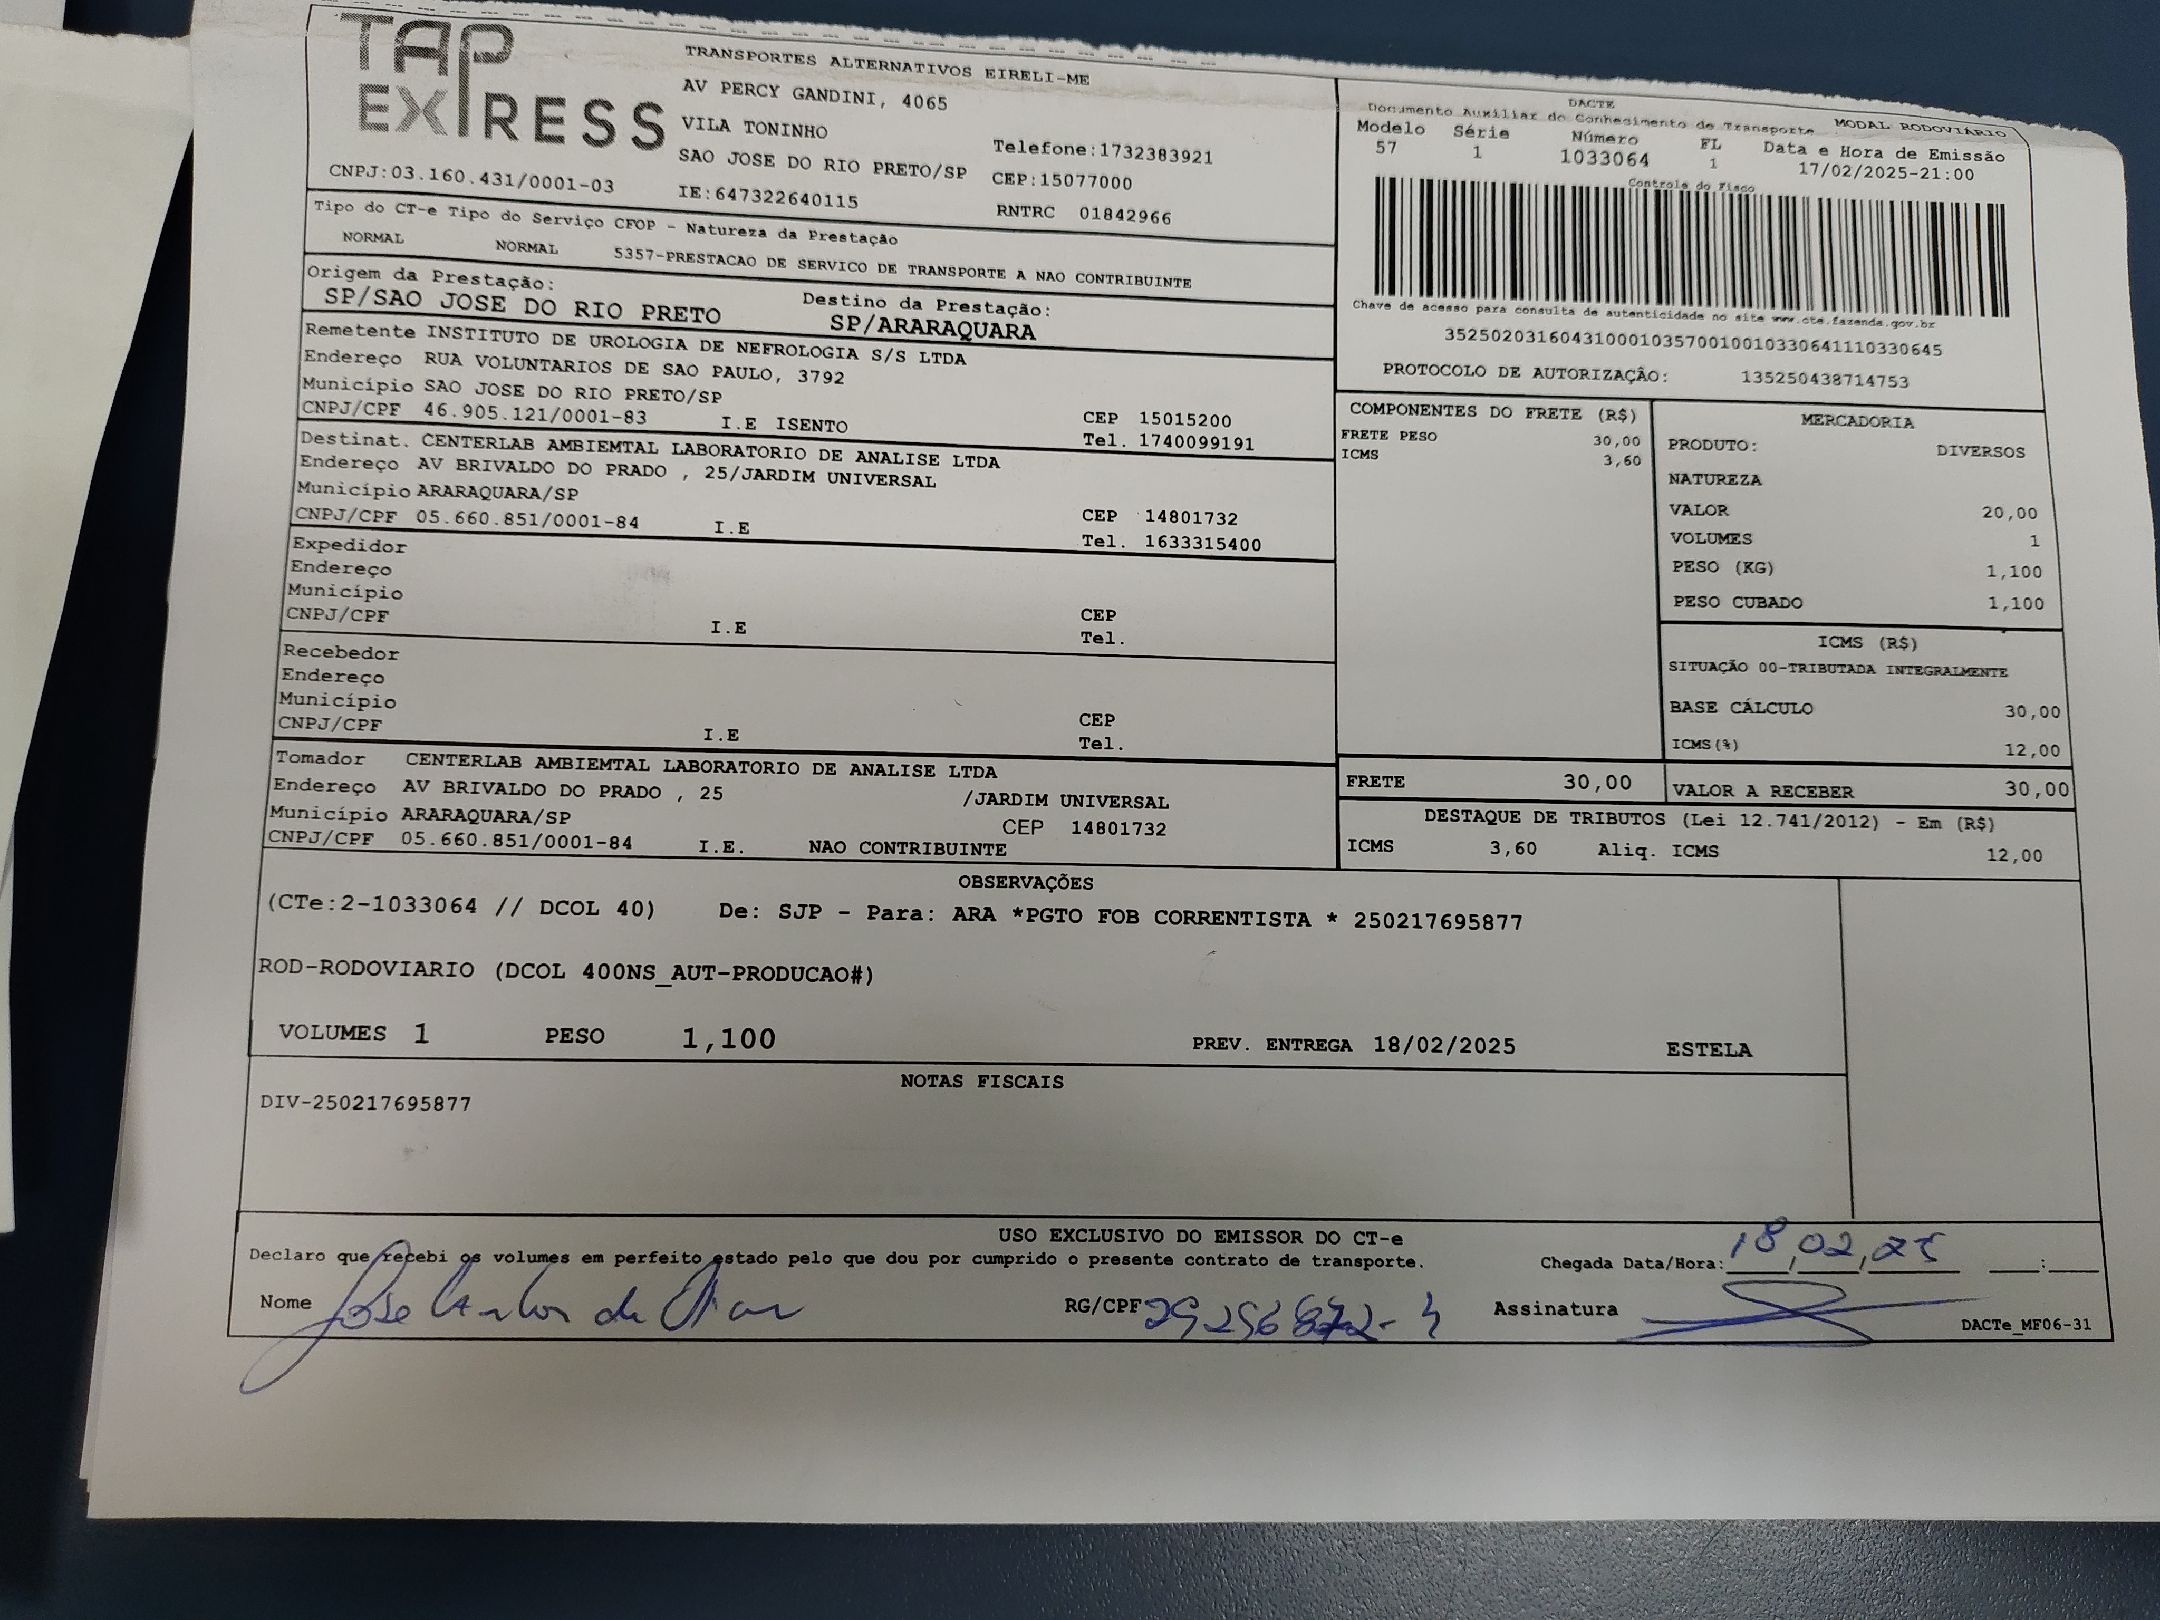 TAP EXPRESS
TRANSPORTES ALTERNATIVOS EIRELI-ME
AV PERCY GANDINI, 4065
VILA TONINHO
SAO JOSE DO RIO PRETO/SP
Telefone:1732383921
CEP:15077000
CNPJ:03.160.431/0001-03
IE:647322640115
RNTRC 01842966
DACTE
Documento Auxiliar do Conhecimento de Transporte MODAL RODOVIÁRIO
Modelo Série Número FL Data e Hora de Emissão
57 1 1033064 1 17/02/2025-21:00
Controle do Fisco
Chave de acesso para consulta de autenticidade no site www.cte.fazenda.gov.br
35250203160431000103570010010330641110330645
PROTOCOLO DE AUTORIZAÇÃO: 135250438714753
Tipo do CT-e Tipo do Serviço CFOP - Natureza da Prestação
NORMAL NORMAL 5357-PRESTACAO DE SERVICO DE TRANSPORTE A NAO CONTRIBUINTE
Origem da Prestação: Destino da Prestação:
SP/SAO JOSE DO RIO PRETO SP/ARARAQUARA
Remetente INSTITUTO DE UROLOGIA DE NEFROLOGIA S/S LTDA
Endereço RUA VOLUNTARIOS DE SAO PAULO, 3792
Município SAO JOSE DO RIO PRETO/SP CEP 15015200
CNPJ/CPF 46.905.121/0001-83 I.E ISENTO Tel. 1740099191
Destinat. CENTERLAB AMBIEMTAL LABORATORIO DE ANALISE LTDA
Endereço AV BRIVALDO DO PRADO , 25/JARDIM UNIVERSAL
Município ARARAQUARA/SP CEP 14801732
CNPJ/CPF 05.660.851/0001-84 I.E Tel. 1633315400
Expedidor
Endereço
Município CEP
CNPJ/CPF I.E Tel.
Recebedor
Endereço
Município CEP
CNPJ/CPF I.E Tel.
Tomador CENTERLAB AMBIEMTAL LABORATORIO DE ANALISE LTDA
Endereço AV BRIVALDO DO PRADO , 25 /JARDIM UNIVERSAL
Município ARARAQUARA/SP CEP 14801732
CNPJ/CPF 05.660.851/0001-84 I.E. NAO CONTRIBUINTE
COMPONENTES DO FRETE (R$)
FRETE PESO 30,00
ICMS 3,60
MERCADORIA
PRODUTO: DIVERSOS
NATUREZA
VALOR 20,00
VOLUMES 1
PESO (KG) 1,100
PESO CUBADO 1,100
ICMS (R$)
SITUAÇÃO 00-TRIBUTADA INTEGRALMENTE
BASE CÁLCULO 30,00
ICMS(%) 12,00
FRETE 30,00 VALOR A RECEBER 30,00
DESTAQUE DE TRIBUTOS (Lei 12.741/2012) - Em (R$)
ICMS 3,60 Aliq. ICMS 12,00
OBSERVAÇÕES
(CTe:2-1033064 // DCOL 40) De: SJP - Para: ARA *PGTO FOB CORRENTISTA * 250217695877
ROD-RODOVIARIO (DCOL 400NS_AUT-PRODUCAO#)
VOLUMES 1 PESO 1,100 PREV. ENTREGA 18/02/2025 ESTELA
NOTAS FISCAIS
DIV-250217695877
USO EXCLUSIVO DO EMISSOR DO CT-e
Declaro que recebi os volumes em perfeito estado pelo que dou por cumprido o presente contrato de transporte. Chegada Data/Hora: 18,02,25 :
Nome Jose Carlos de RG/CPF Assinatura
DACTe_MF06-31